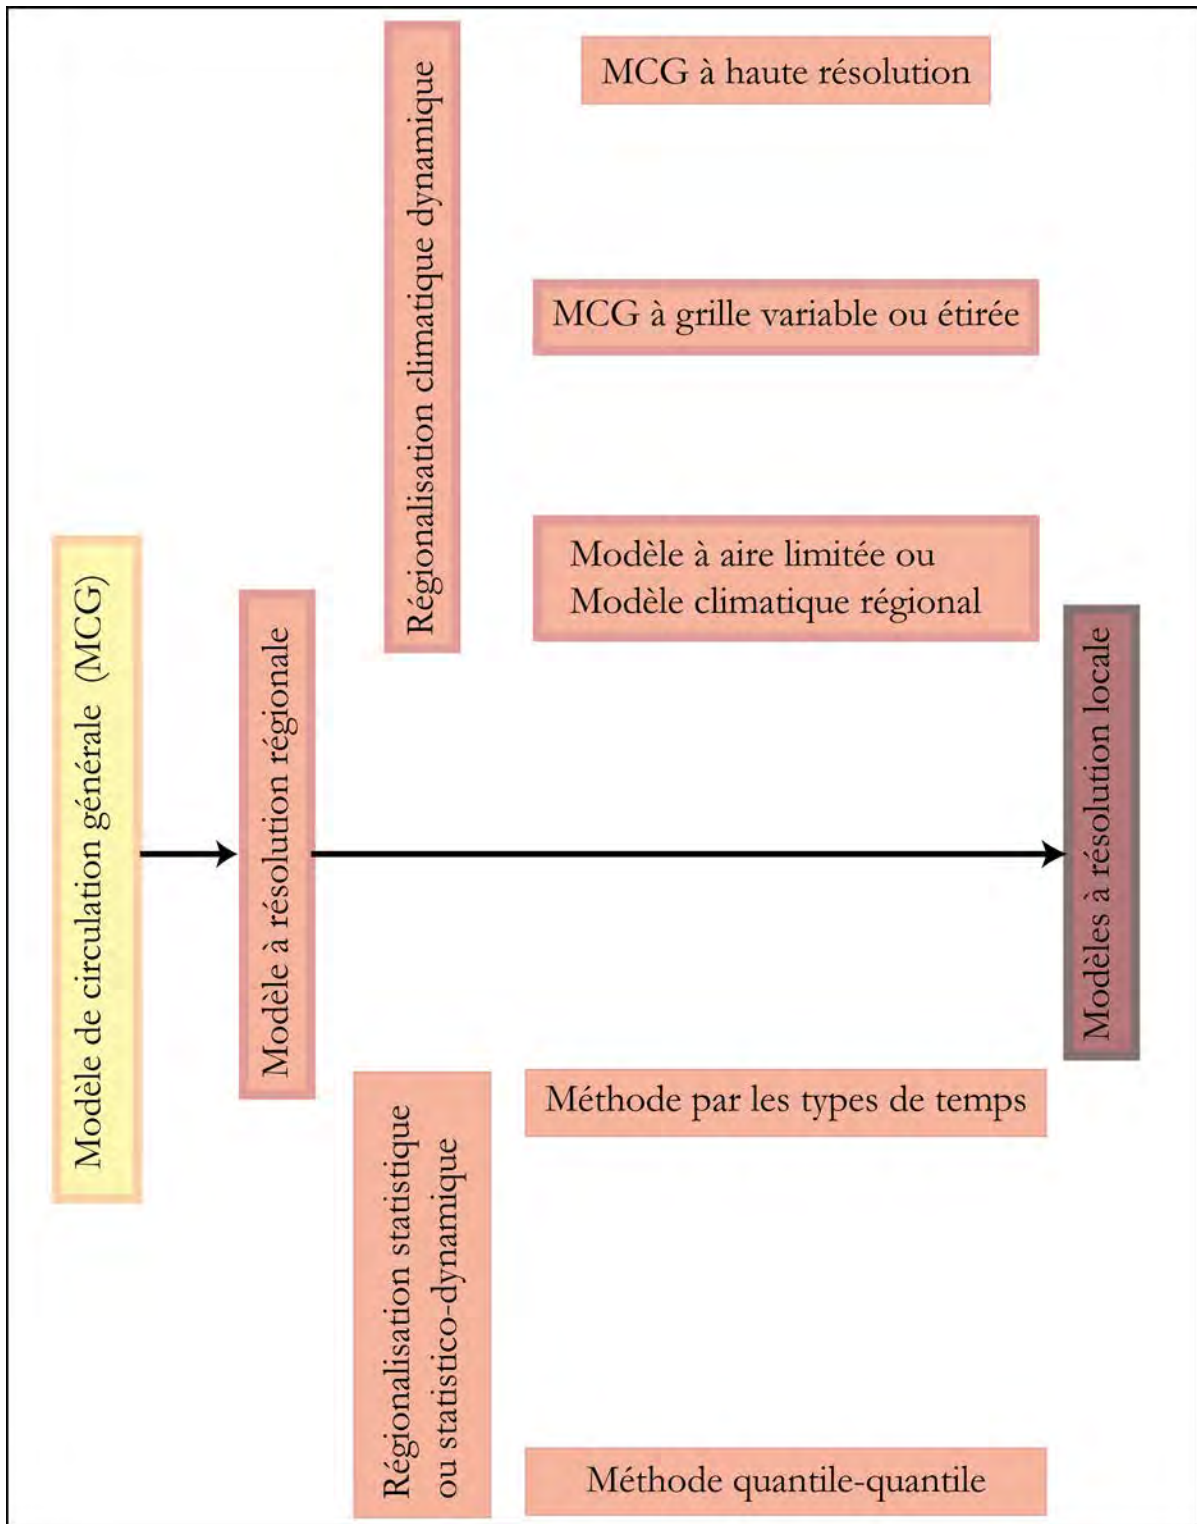 Modèle de circulation générale (MCG)
Modèle à résolution régionale
Régionalisation climatique dynamique
MCG à haute résolution
MCG à grille variable ou étirée
Modèle à aire limitée ou
Modèle climatique régional
Régionalisation statistique
ou statistico-dynamique
Méthode par les types de temps
Méthode quantile-quantile
Modèles à résolution locale